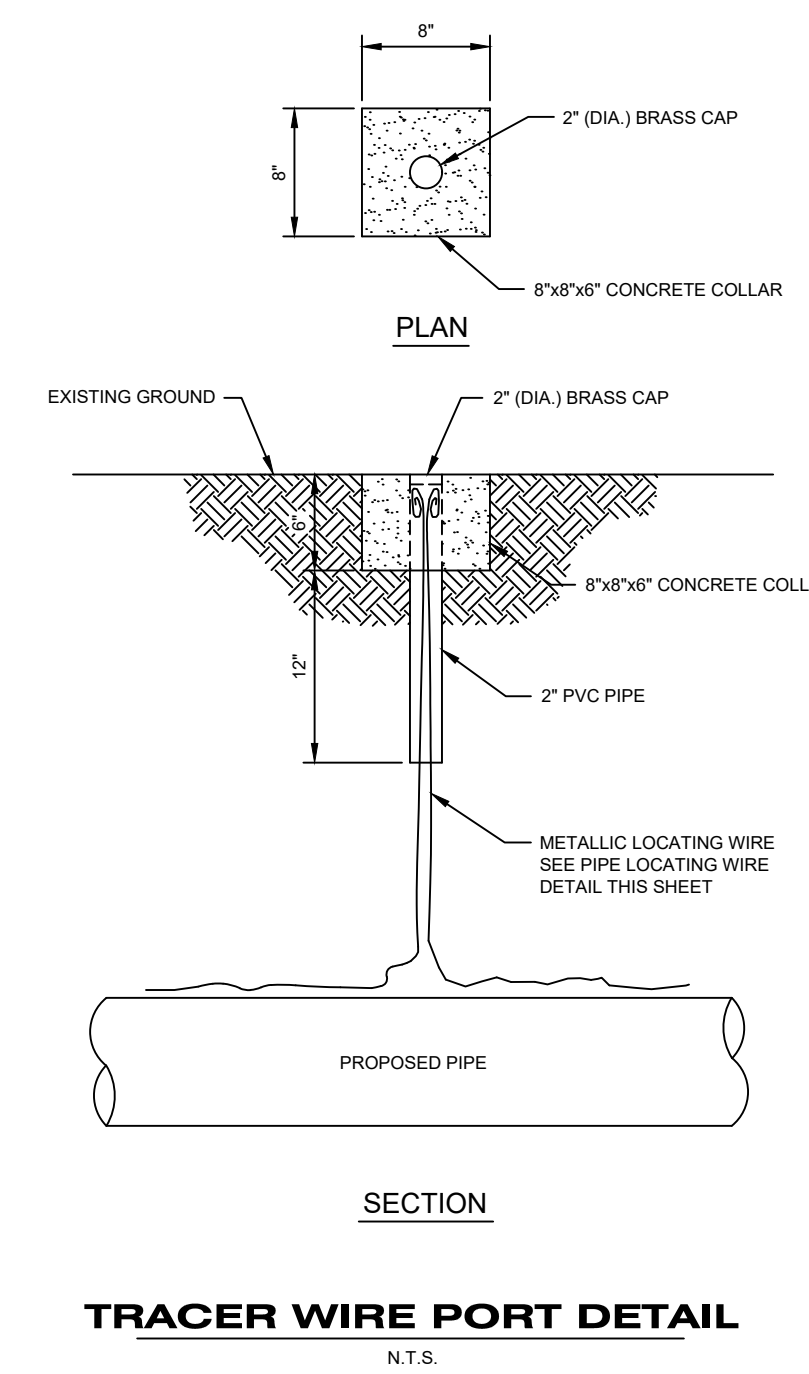 8"
8"
2" (DIA.) BRASS CAP
8"x8"x6" CONCRETE COLLAR
PLAN
EXISTING GROUND
2" (DIA.) BRASS CAP
6"
8"x8"x6" CONCRETE COLL
12"
2" PVC PIPE
METALLIC LOCATING WIRE
SEE PIPE LOCATING WIRE
DETAIL THIS SHEET
PROPOSED PIPE
SECTION
TRACER WIRE PORT DETAIL
N.T.S.